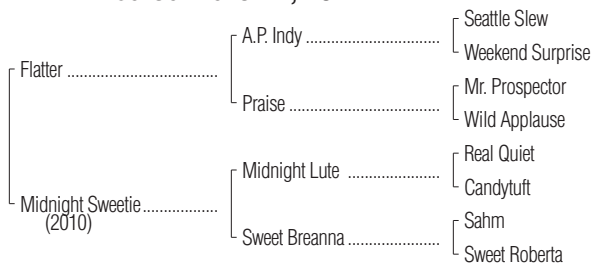 Seattle Slew
A.P. Indy ................................
Weekend Surprise
Flatter ....................................
Mr. Prospector
Praise ....................................
Wild Applause
Real Quiet
Midnight Lute ......................
Candytuft
Midnight Sweetie ..................
(2010)
Sahm
Sweet Breanna .....................
Sweet Roberta